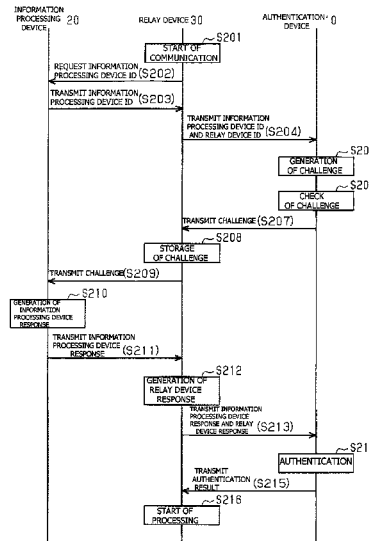 INFORMATION
PROCESSING
DEVICE 20
RELAY DEVICE 30
AUTHENTICATION' 0
DEVICE
S201
START OF
COMMUNICATION
REQUEST INFORMATION
PROCESSING DEVICE ID (S202)
TRANSMIT INFORMATION
PROCESSING DEVICE ID (S203)
TRANSMIT INFORMATION
PROCESSING DEVICE ID
AND RELAY DEVICE ID (S204)
S20
GENERATION
OF CHALLENGE
S20
CHECK
OF CHALLENGE
TRANSMIT CHALLENGE (S207)
S208
STORAGE
OF CHALLENGE
TRANSMIT CHALLENGE (S209)
S210
GENERATION OF
INFORMATION
PROCESSING DEVICE
RESPONSE
TRANSMIT INFORMATION
PROCESSING DEVICE
RESPONSE (S211)
S212
GENERATION OF
RELAY DEVICE
RESPONSE
TRANSMIT INFORMATION
PROCESSING DEVICE
RESPONSE AND RELAY
DEVICE RESPONSE (S213)
S21
AUTHENTICATION
TRANSMIT
AUTHENTICATION
RESULT (S215)
S216
START OF
PROCESSING